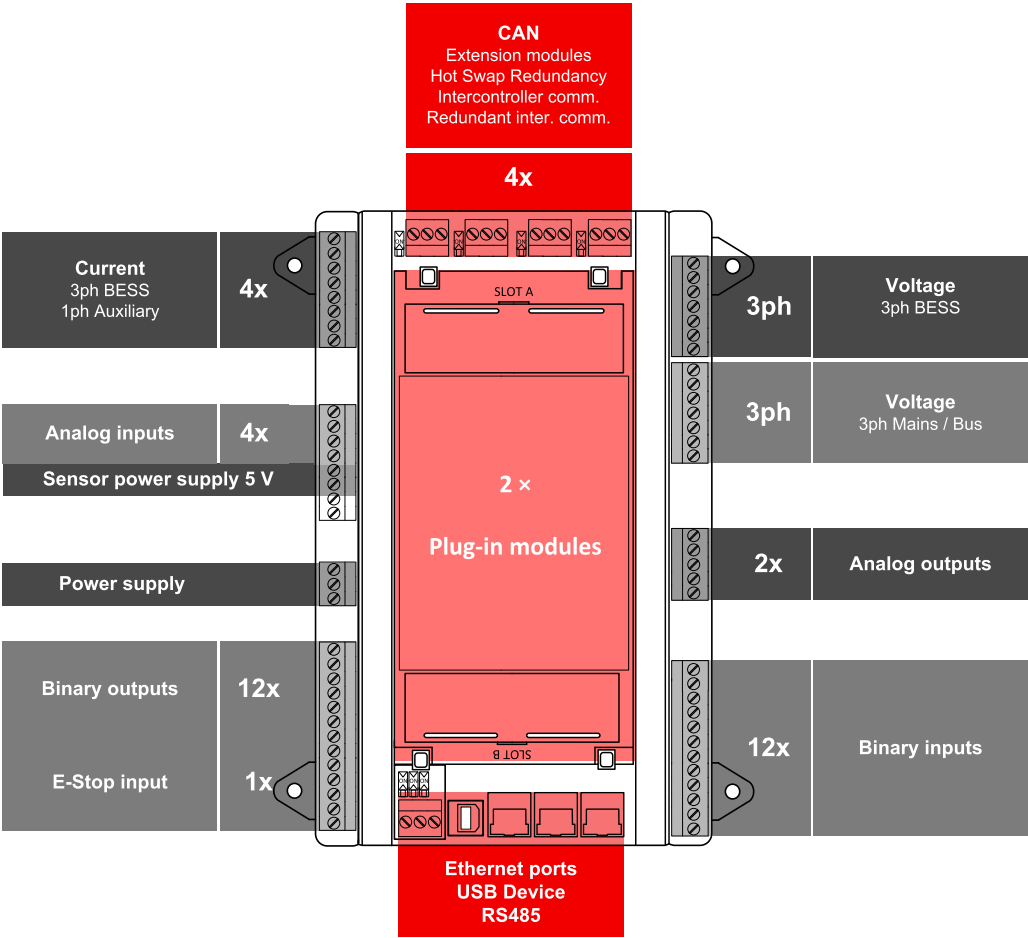 CAN
Extension modules
Hot Swap Redundancy
Intercontroller comm.
Redundant inter. comm.
4x
Current
3ph BESS
1ph Auxiliary
4x
Analog inputs
4x
Sensor power supply 5 V
Power supply
Binary outputs
12x
E-Stop input
1x
SLOT A
2 ×
Plug-in modules
SLOT B
3ph
Voltage
3ph BESS
3ph
Voltage
3ph Mains / Bus
2x
Analog outputs
12x
Binary inputs
Ethernet ports
USB Device
RS485